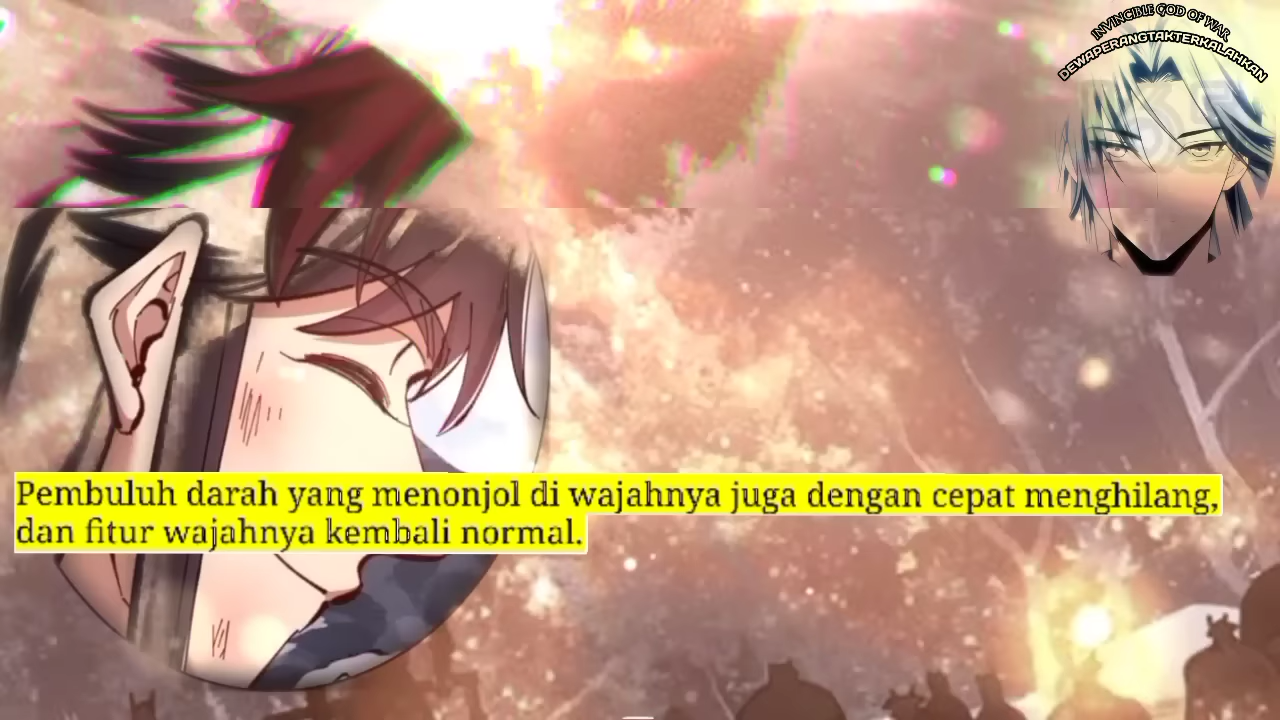 INVINCIBLE GOD OF WAR
DEWAPERANGTAKTERKALAHKAN
Pembuluh darah yang menonjol di wajahnya juga dengan cepat menghilang,
dan fitur wajahnya kembali normal.